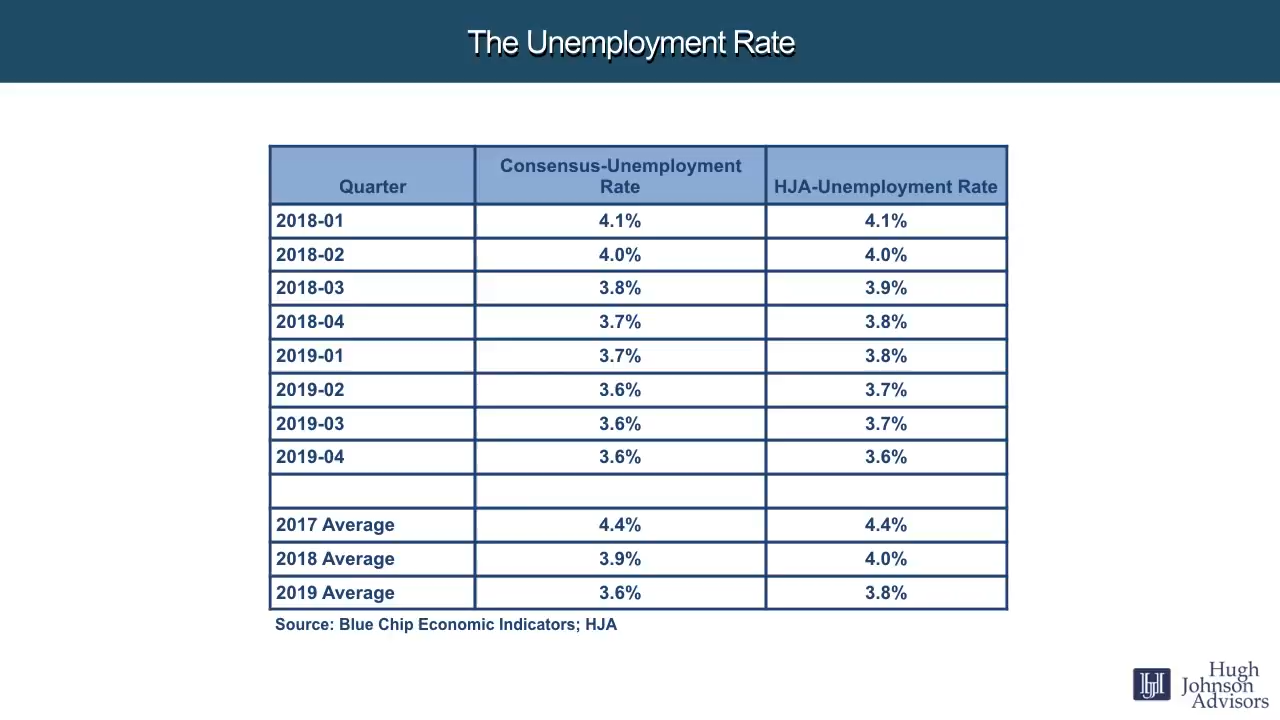 The Unemployment Rate
Quarter Consensus-Unemployment Rate HJA-Unemployment Rate
2018-01 4.1% 4.1%
2018-02 4.0% 4.0%
2018-03 3.8% 3.9%
2018-04 3.7% 3.8%
2019-01 3.7% 3.8%
2019-02 3.6% 3.7%
2019-03 3.6% 3.7%
2019-04 3.6% 3.6%
2017 Average 4.4% 4.4%
2018 Average 3.9% 4.0%
2019 Average 3.6% 3.8%
Source: Blue Chip Economic Indicators; HJA
Hugh
Johnson
Advisors